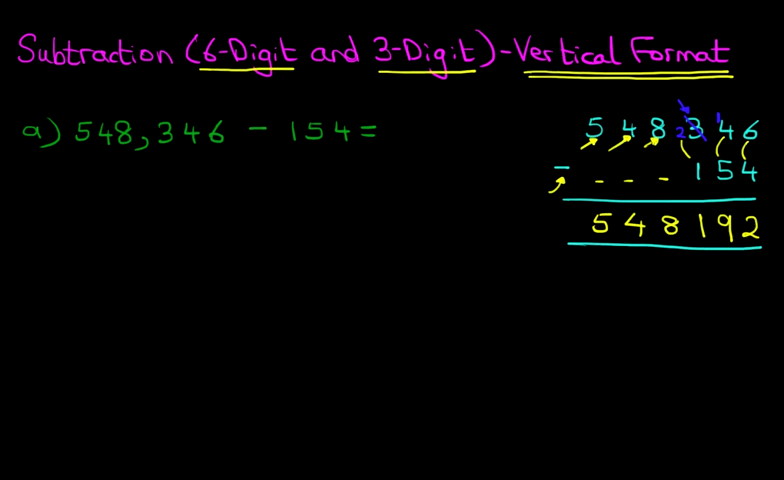 Subtraction (6-Digit and 3-Digit)-Vertical Format
a) 548,346 - 154 =
1
5 4 8 2 3 4 6
- _ _ _ 1 5 4
5 4 8 1 9 2